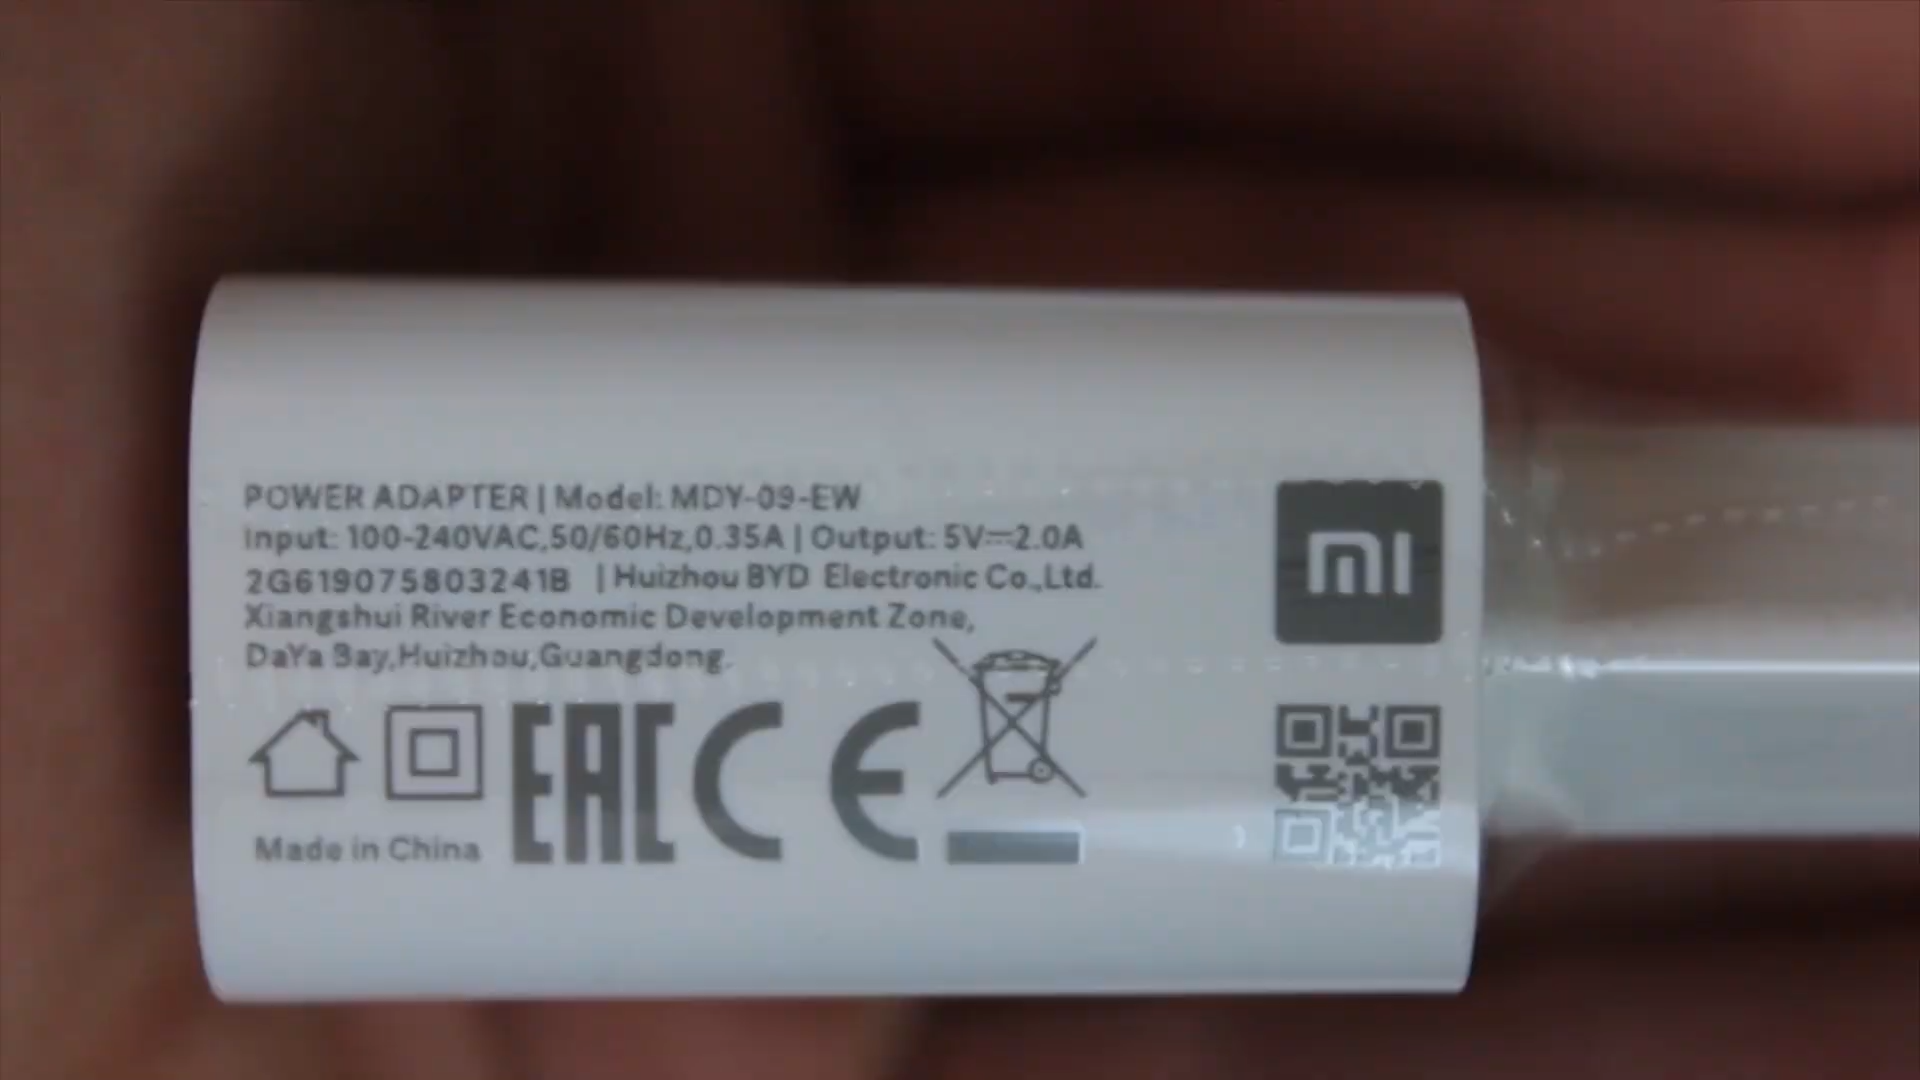 POWER ADAPTER | Model: MDY-09-EW
Input: 100-240VAC,50/60Hz,0.35A | Output: 5V⎓2.0A
2G619075803241B | Huizhou BYD Electronic Co.,Ltd.
Xiangshui River Economic Development Zone,
DaYa Bay,Huizhou,Guangdong.
EAC CE
Made in China
mi